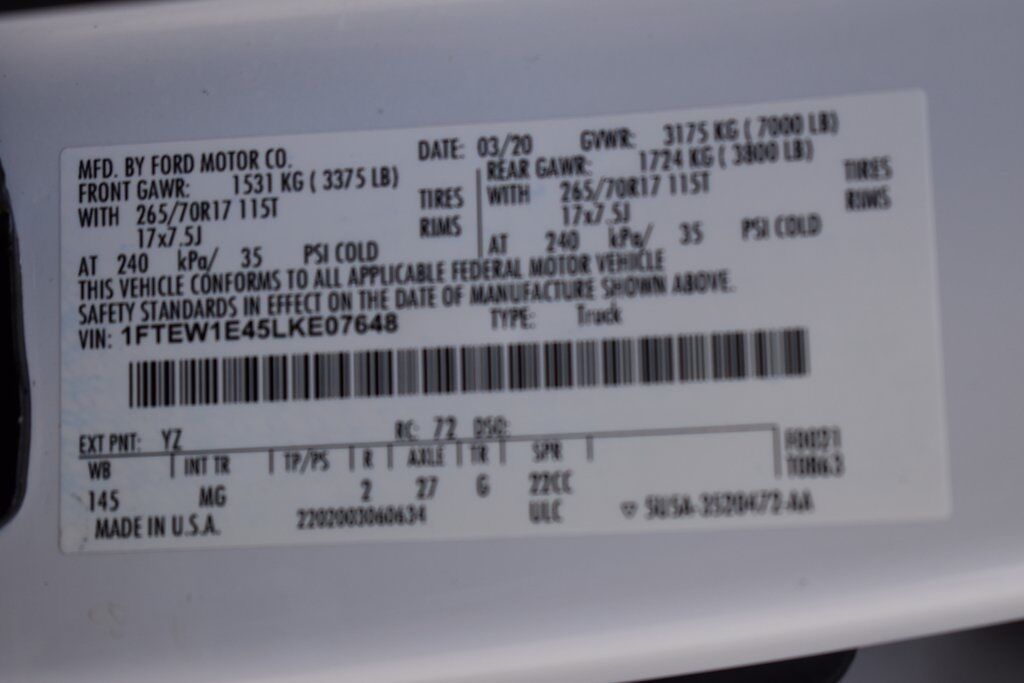 MFD. BY FORD MOTOR CO. DATE: 03/20 GVWR: 3175 KG ( 7000 LB)
FRONT GAWR: 1531 KG ( 3375 LB) REAR GAWR: 1724 KG ( 3800 LB)
WITH 265/70R17 115T TIRES WITH 265/70R17 115T TIRES
17x7.5J RIMS 17x7.5J RIMS
AT 240 kPa/ 35 PSI COLD AT 240 kPa/ 35 PSI COLD
THIS VEHICLE CONFORMS TO ALL APPLICABLE FEDERAL MOTOR VEHICLE
SAFETY STANDARDS IN EFFECT ON THE DATE OF MANUFACTURE SHOWN ABOVE.
VIN: 1FTEW1E45LKE07648 TYPE: Truck
EXT PNT: YZ RC: 72 DSO:
WB INT TR TP/PS R AXLE TR SPR
145 MG 2 27 G 22CC
MADE IN U.S.A. 2202003060634 ULC